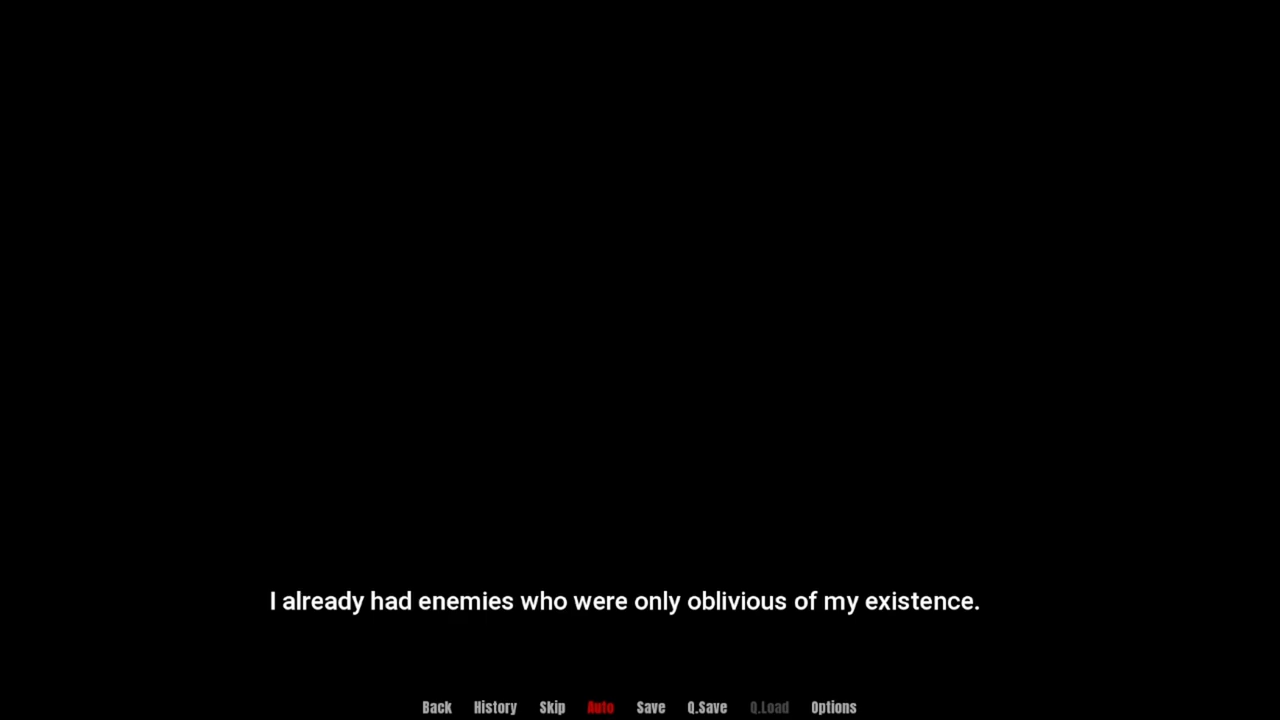 I already had enemies who were only oblivious of my existence.
Back History Skip Auto Save Q.Save Q.Load Options